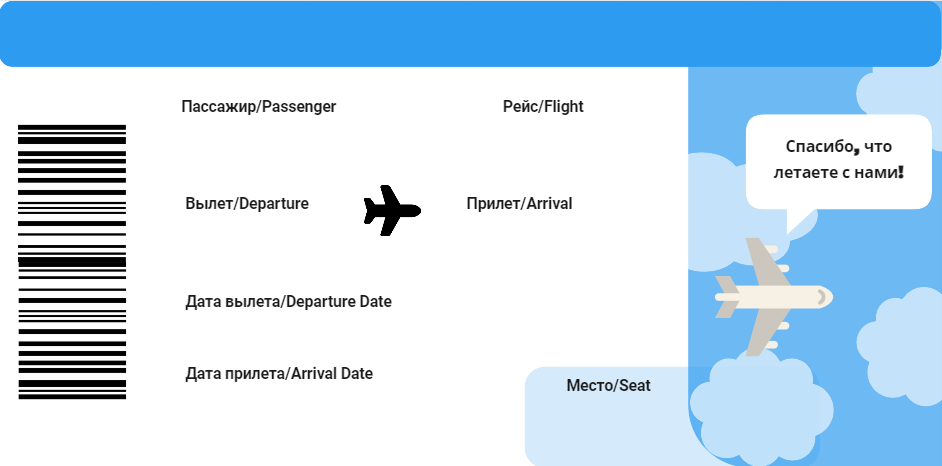 Пассажир/Passenger
Рейс/Flight
Спасибо, что
летаете с нами!
Вылет/Departure
Прилет/Arrival
Дата вылета/Departure Date
Дата прилета/Arrival Date
Место/Seat